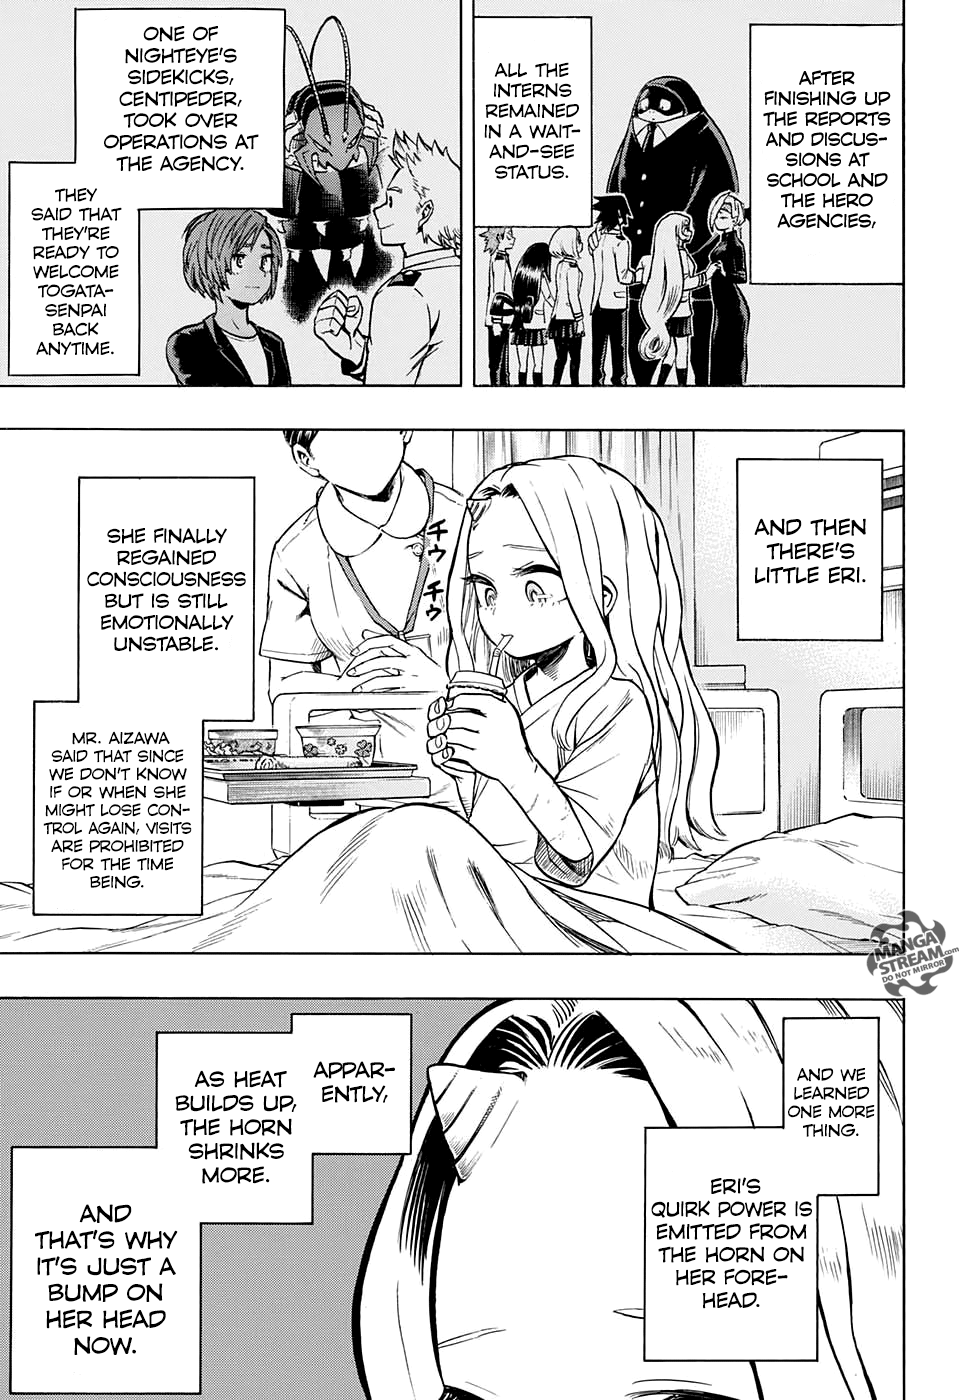 AFTER
FINISHING UP
THE REPORTS
AND DISCUS-
SIONS AT
SCHOOL AND
THE HERO
AGENCIES,
ALL THE
INTERNS
REMAINED
IN A WAIT-
AND-SEE
STATUS.
ONE OF
NIGHTEYE'S
SIDEKICKS,
CENTIPEDER,
TOOK OVER
OPERATIONS AT
THE AGENCY.
THEY
SAID THAT
THEY'RE
READY TO
WELCOME
TOGATA-
SENPAI
BACK
ANYTIME.
AND THEN
THERE'S
LITTLE ERI.
チウ
チウ
SHE FINALLY
REGAINED
CONSCIOUSNESS
BUT IS STILL
EMOTIONALLY
UNSTABLE.
MR. AIZAWA
SAID THAT SINCE
WE DON'T KNOW
IF OR WHEN SHE
MIGHT LOSE CON-
TROL AGAIN, VISITS
ARE PROHIBITED
FOR THE TIME
BEING.
MANGA
STREAM.com
DO NOT MIRROR
AND WE
LEARNED
ONE MORE
THING.
ERI'S
QUIRK POWER IS
EMITTED FROM
THE HORN ON
HER FORE-
HEAD.
APPAR-
ENTLY,
AS HEAT
BUILDS UP,
THE HORN
SHRINKS
MORE.
AND
THAT'S WHY
IT'S JUST A
BUMP ON
HER HEAD
NOW.